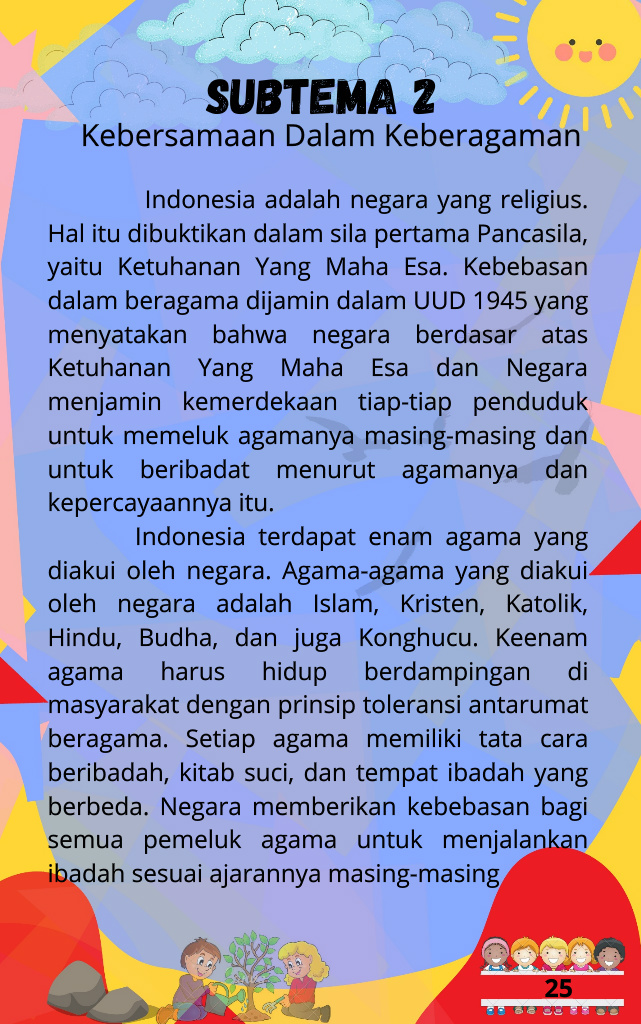 SUBTEMA 2
Kebersamaan Dalam Keberagaman
Indonesia adalah negara yang religius.
Hal itu dibuktikan dalam sila pertama Pancasila,
yaitu Ketuhanan Yang Maha Esa. Kebebasan
dalam beragama dijamin dalam UUD 1945 yang
menyatakan bahwa negara berdasar atas
Ketuhanan Yang Maha Esa dan Negara
menjamin kemerdekaan tiap-tiap penduduk
untuk memeluk agamanya masing-masing dan
untuk beribadat menurut agamanya dan
kepercayaannya itu.
Indonesia terdapat enam agama yang
diakui oleh negara. Agama-agama yang diakui
oleh negara adalah Islam, Kristen, Katolik,
Hindu, Budha, dan juga Konghucu. Keenam
agama harus hidup berdampingan di
masyarakat dengan prinsip toleransi antarumat
beragama. Setiap agama memiliki tata cara
beribadah, kitab suci, dan tempat ibadah yang
berbeda. Negara memberikan kebebasan bagi
semua pemeluk agama untuk menjalankan
ibadah sesuai ajarannya masing-masing
25